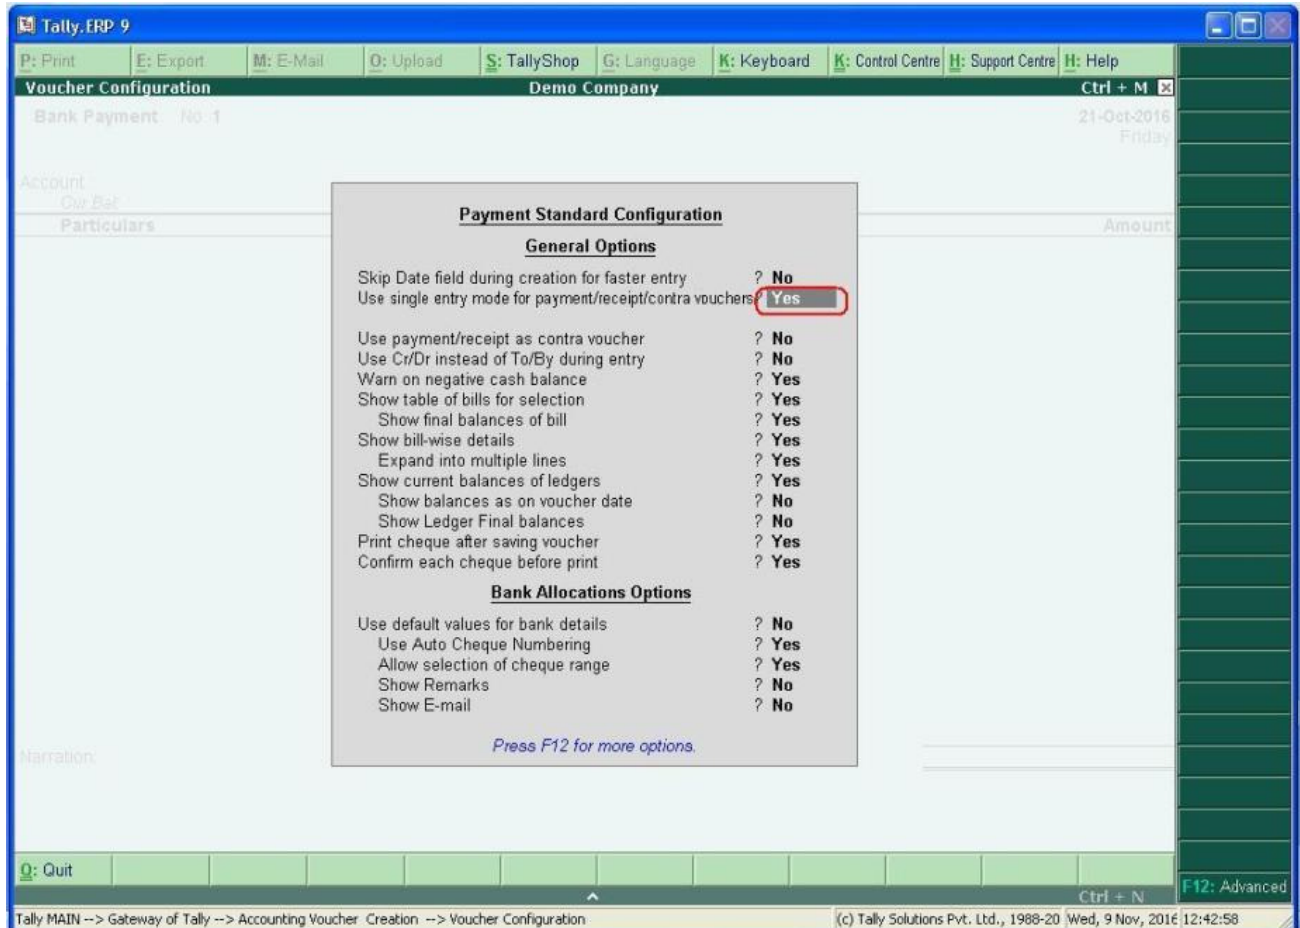 Tally.ERP 9
P: Print E: Export M: E-Mail O: Upload S: TallyShop G: Language K: Keyboard K: Control Centre H: Support Centre H: Help
Voucher Configuration Demo Company Ctrl + M
Bank Payment No. 1 21-Oct-2016
Friday
Account :
Cur Bal:
Particulars Amount
Payment Standard Configuration
General Options
Skip Date field during creation for faster entry ? No
Use single entry mode for payment/receipt/contra vouchers? Yes
Use payment/receipt as contra voucher ? No
Use Cr/Dr instead of To/By during entry ? No
Warn on negative cash balance ? Yes
Show table of bills for selection ? Yes
Show final balances of bill ? Yes
Show bill-wise details ? Yes
Expand into multiple lines ? Yes
Show current balances of ledgers ? Yes
Show balances as on voucher date ? No
Show Ledger Final balances ? No
Print cheque after saving voucher ? Yes
Confirm each cheque before print ? Yes
Bank Allocations Options
Use default values for bank details ? No
Use Auto Cheque Numbering ? Yes
Allow selection of cheque range ? Yes
Show Remarks ? No
Show E-mail ? No
Press F12 for more options.
Narration:
Q: Quit
F12: Advanced
Ctrl + N
Tally MAIN --> Gateway of Tally --> Accounting Voucher Creation --> Voucher Configuration (c) Tally Solutions Pvt. Ltd., 1988-20 Wed, 9 Nov, 2016 12:42:58